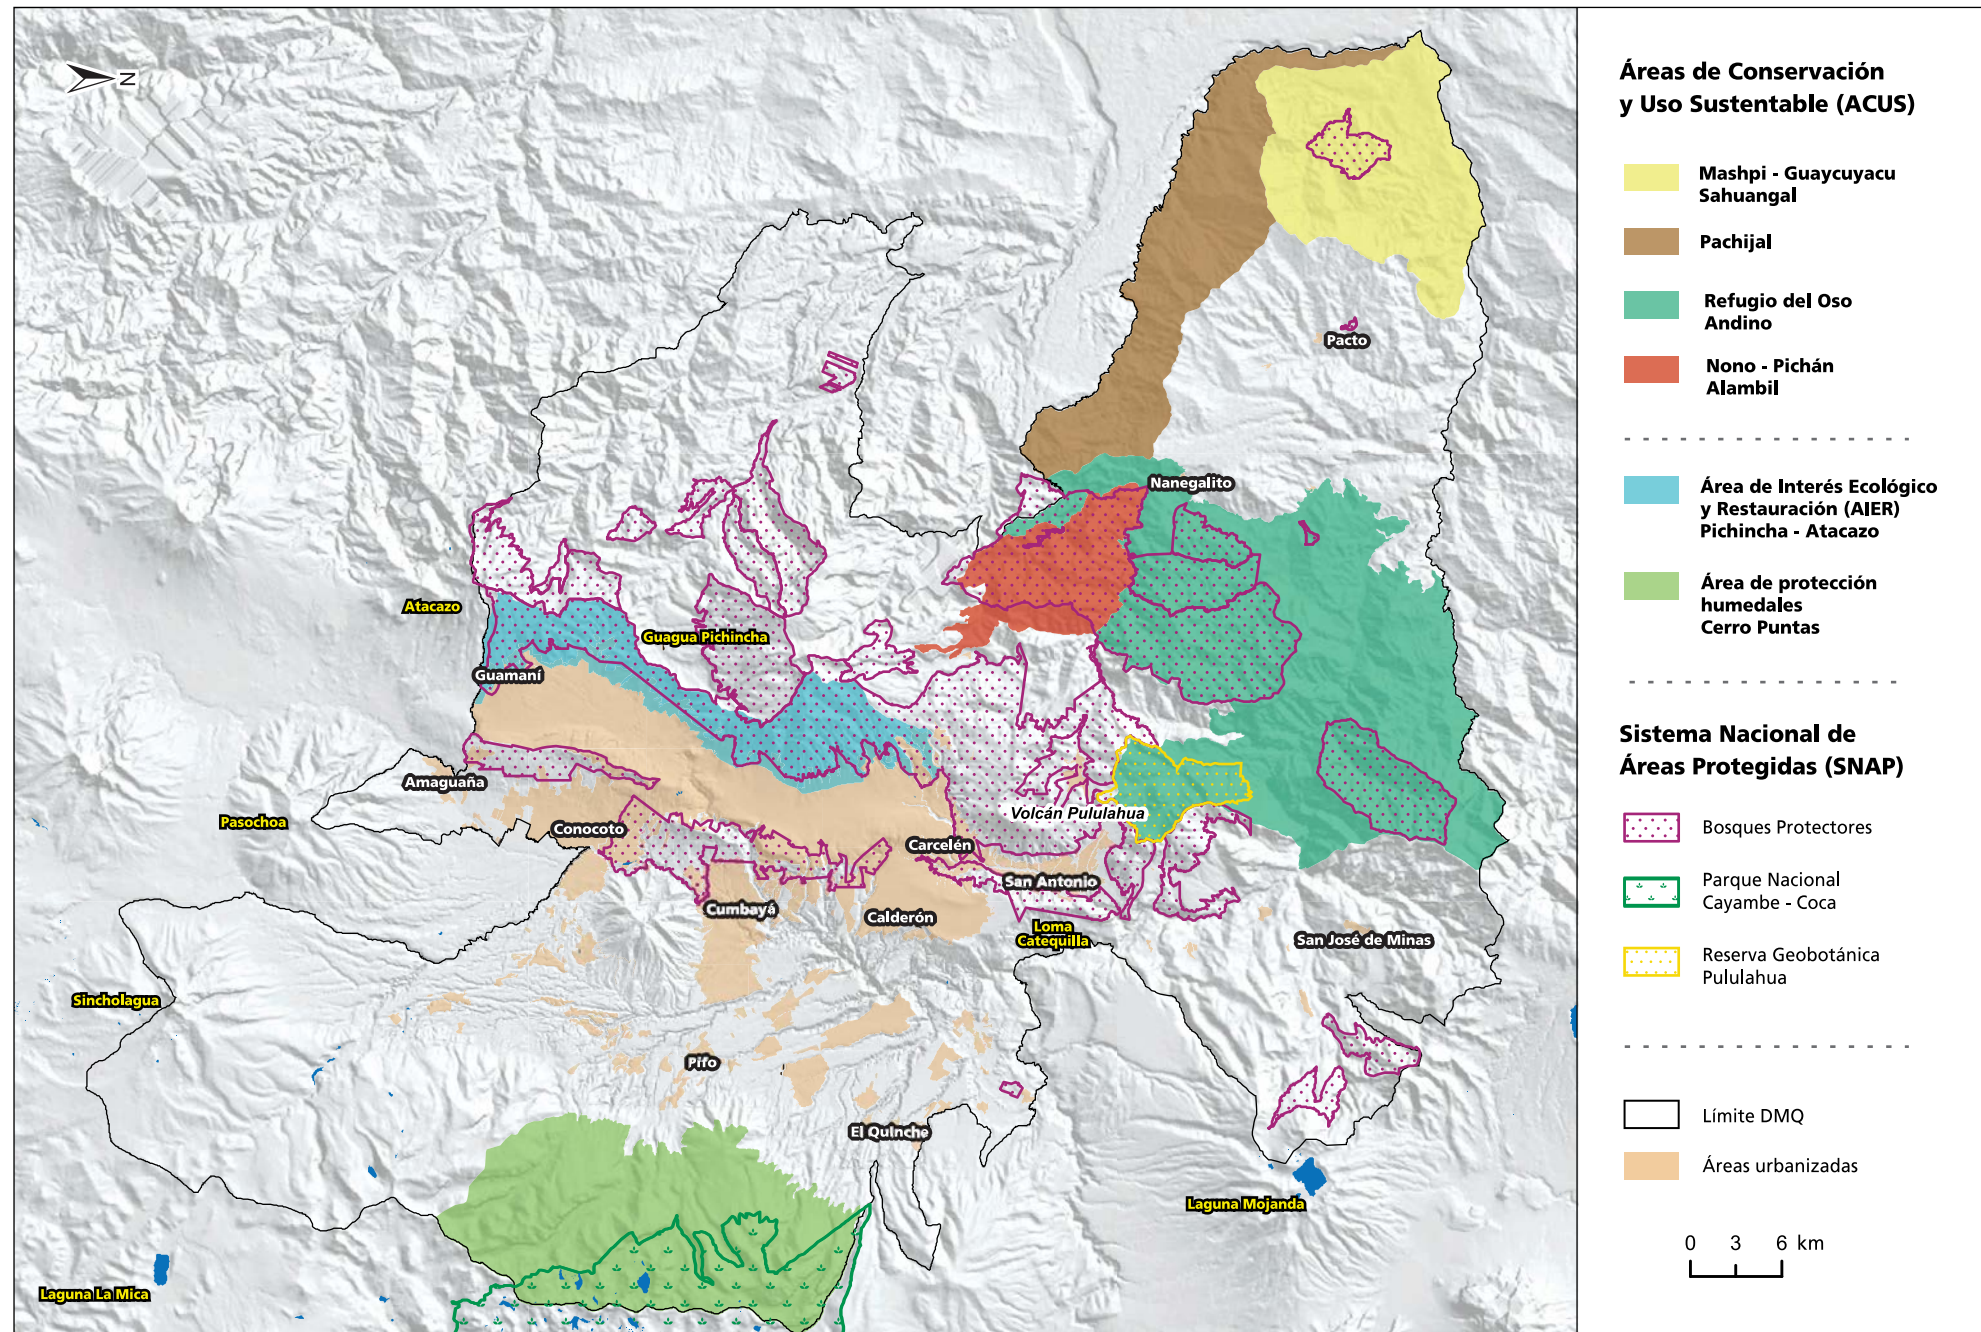 N
Pacto
Nanegalito
Atacazo
Guagua Pichincha
Guamaní
Amaguaña
Pasochoa
Conocoto
Volcán Pululahua
Carcelén
San Antonio
Cumbayá
Calderón
Loma
Catequilla
San José de Minas
Sincholagua
Pifo
El Quinche
Laguna Mojanda
Laguna La Mica
Áreas de Conservación
y Uso Sustentable (ACUS)
Mashpi - Guaycuyacu
Sahuangal
Pachijal
Refugio del Oso
Andino
Nono - Pichán
Alambil
Área de Interés Ecológico
y Restauración (AIER)
Pichincha - Atacazo
Área de protección
humedales
Cerro Puntas
Sistema Nacional de
Áreas Protegidas (SNAP)
Bosques Protectores
Parque Nacional
Cayambe - Coca
Reserva Geobotánica
Pululahua
Límite DMQ
Áreas urbanizadas
0 3 6 km